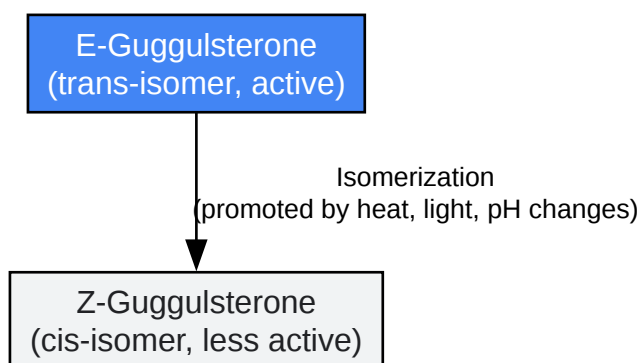 E-Guggulsterone
(trans-isomer, active)
Isomerization
(promoted by heat, light, pH changes)
Z-Guggulsterone
(cis-isomer, less active)